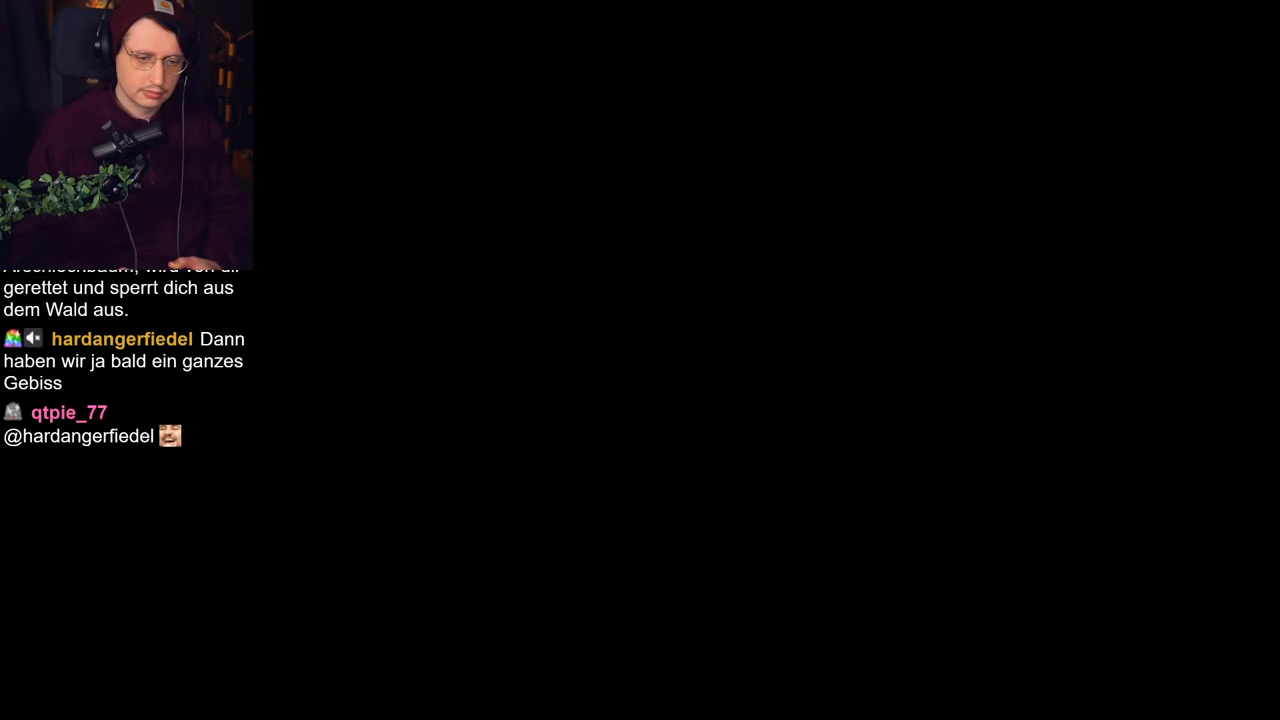 gerettet und sperrt dich aus
dem Wald aus.
hardangerfiedel Dann
haben wir ja bald ein ganzes
Gebiss
qtpie_77
@hardangerfiedel